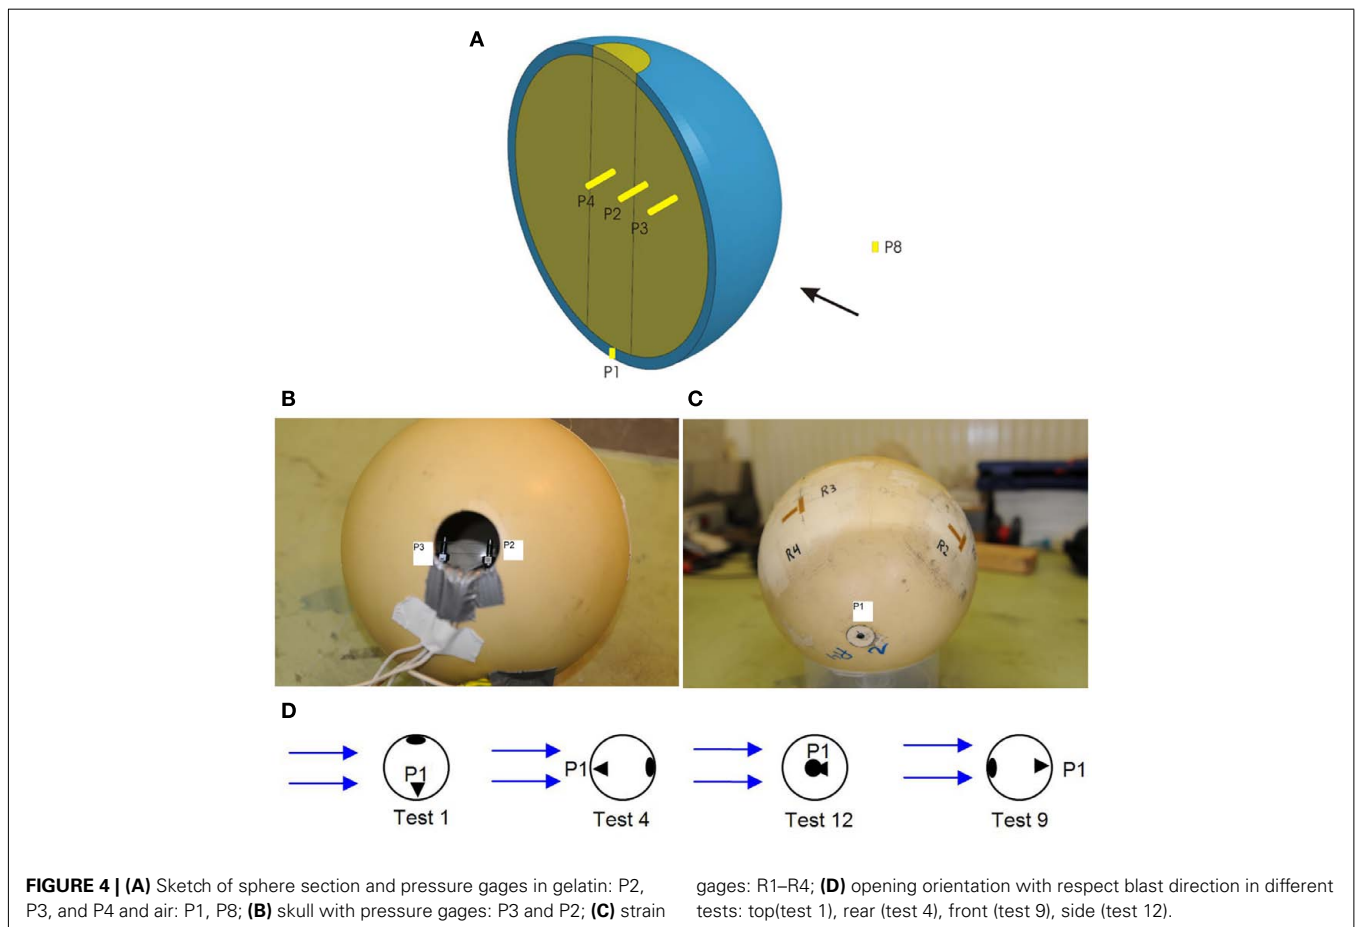 A
P4
P2
P3
P8
P1
B
C
P3
P2
R3
R4
R2
P1
2
D
P1
P1
P1
P1
Test 1
Test 4
Test 12
Test 9
FIGURE 4 | (A) Sketch of sphere section and pressure gages in gelatin: P2,
P3, and P4 and air: P1, P8; (B) skull with pressure gages: P3 and P2; (C) strain
gages: R1–R4; (D) opening orientation with respect blast direction in different
tests: top(test 1), rear (test 4), front (test 9), side (test 12).